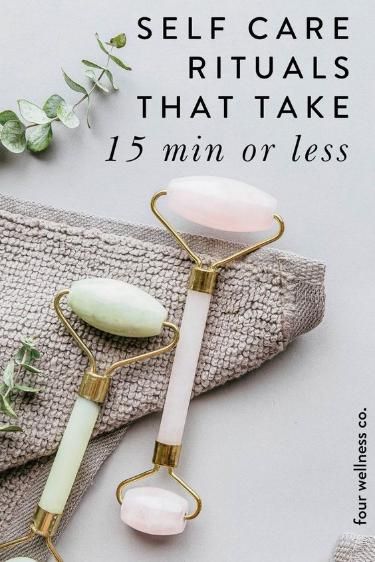 SELF CARE
RITUALS
THAT TAKE
15 min or less
four wellness co.